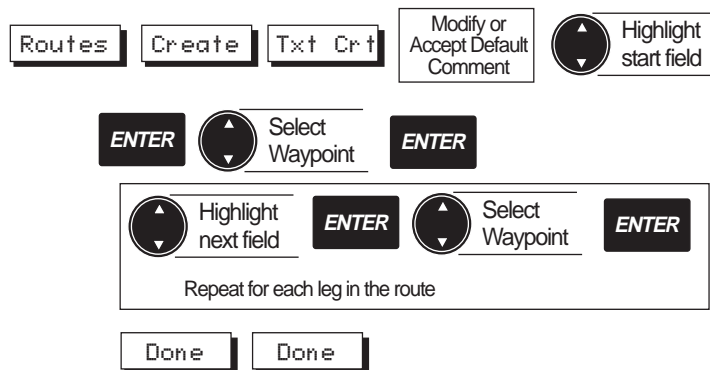 Routes Create Txt Crt Modify or Accept Default Comment Highlight start field
ENTER Select Waypoint ENTER
Highlight next field ENTER Select Waypoint ENTER
Repeat for each leg in the route
Done Done